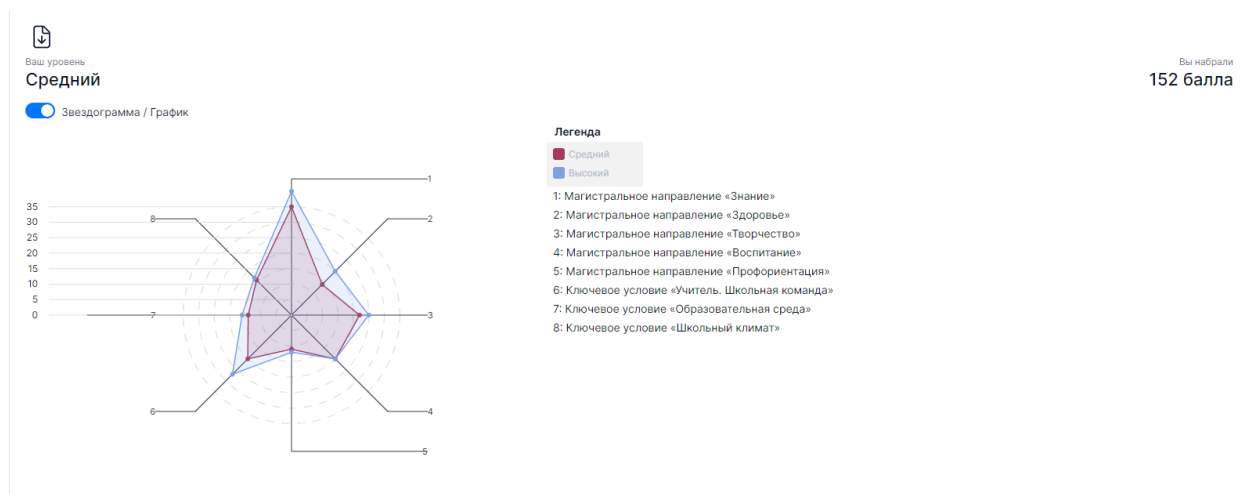 Ваш уровень
Средний
Вы набрали
152 балла
Звездограмма / График
35
30
25
20
15
10
5
0
1
2
3
4
5
6
7
8
Легенда
Средний
Высокий
1: Магистральное направление «Знание»
2: Магистральное направление «Здоровье»
3: Магистральное направление «Творчество»
4: Магистральное направление «Воспитание»
5: Магистральное направление «Профориентация»
6: Ключевое условие «Учитель. Школьная команда»
7: Ключевое условие «Образовательная среда»
8: Ключевое условие «Школьный климат»